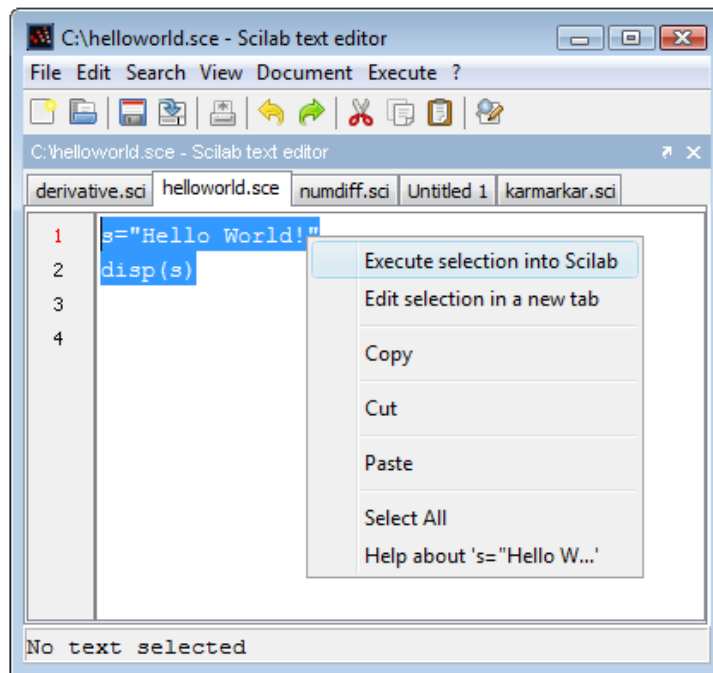 C:\helloworld.sce - Scilab text editor
File Edit Search View Document Execute ?
C:\helloworld.sce - Scilab text editor
derivative.sci helloworld.sce numdiff.sci Untitled 1 karmarkar.sci
1 s="Hello World!"
2 disp(s)
3
4
Execute selection into Scilab
Edit selection in a new tab
Copy
Cut
Paste
Select All
Help about 's="Hello W...'
No text selected